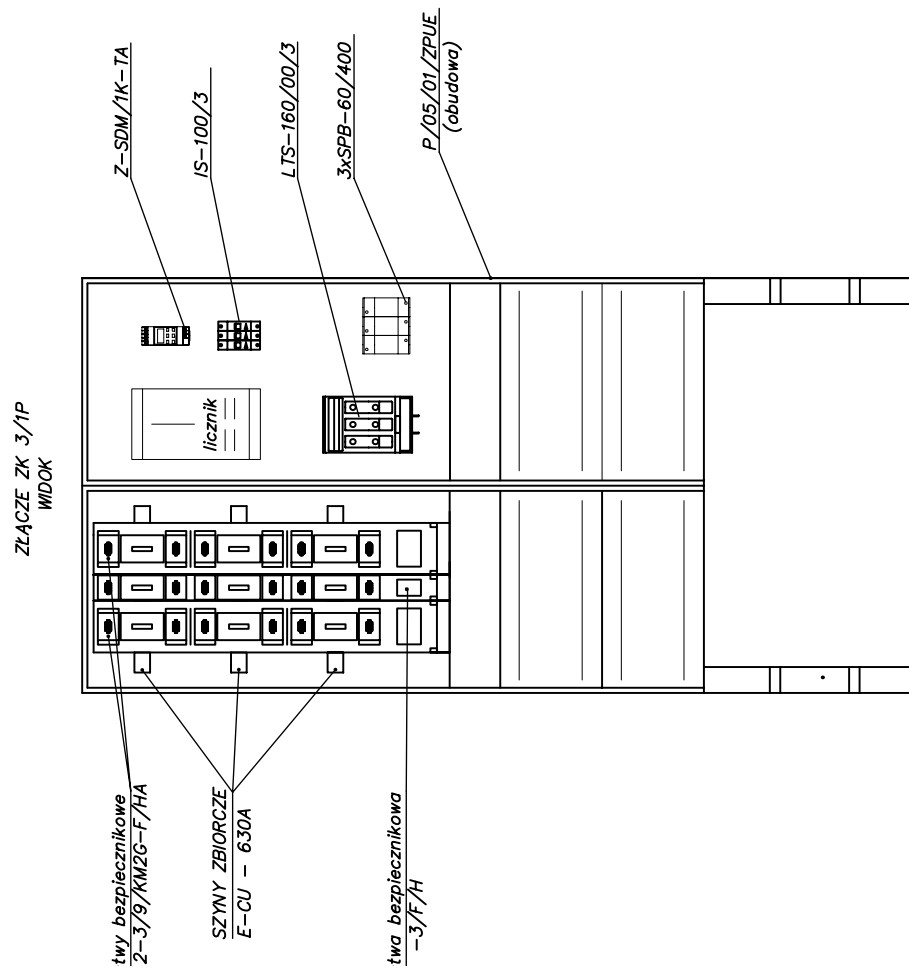 ZŁĄCZE ZK 3/1P
WIDOK
Z-SDM/1K-TA
IS-100/3
LTS-160/00/3
3xSPB-60/400
P/05/01/ZPUE
(obudowa)
licznik
twy bezpiecznikowe
2-3/9/KM2G-F/HA
SZYNY ZBIORCZE
E-CU - 630A
twa bezpiecznikowa
-3/F/H